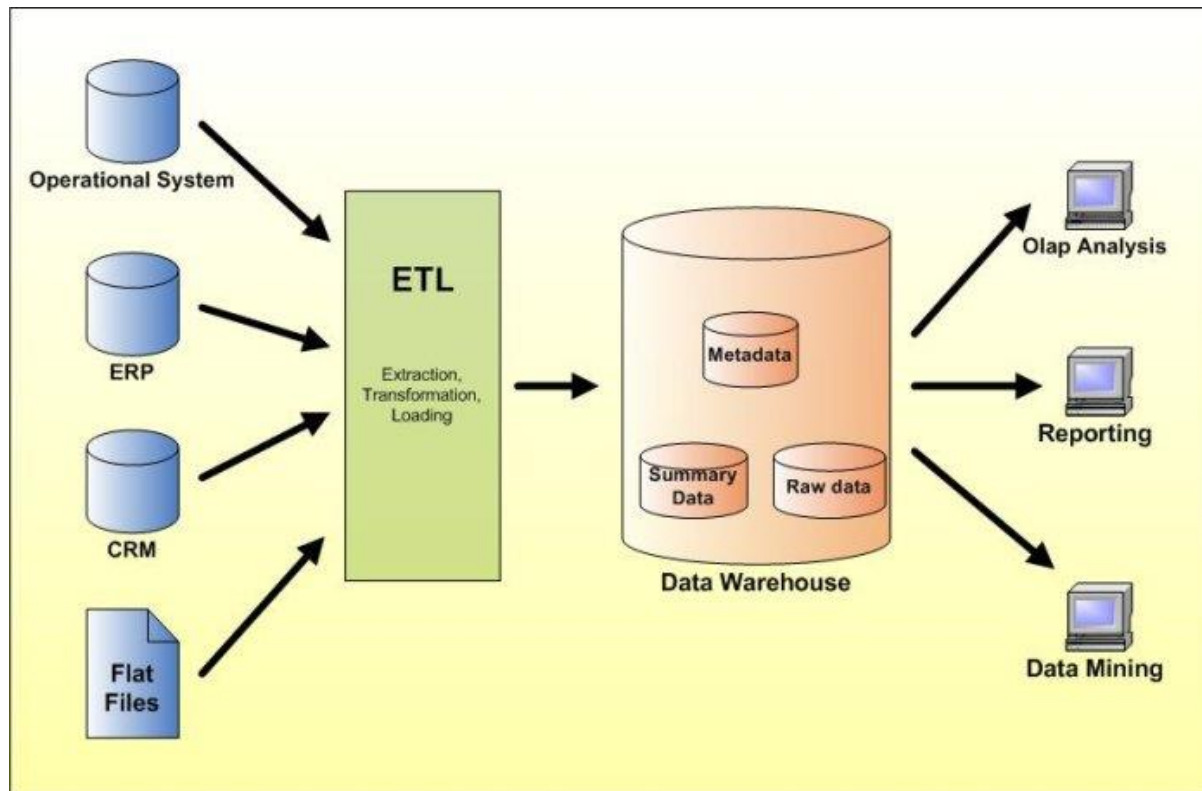 Operational System
ERP
CRM
Flat
Files
ETL
Extraction,
Transformation,
Loading
Metadata
Summary
Data
Raw data
Data Warehouse
Olap Analysis
Reporting
Data Mining